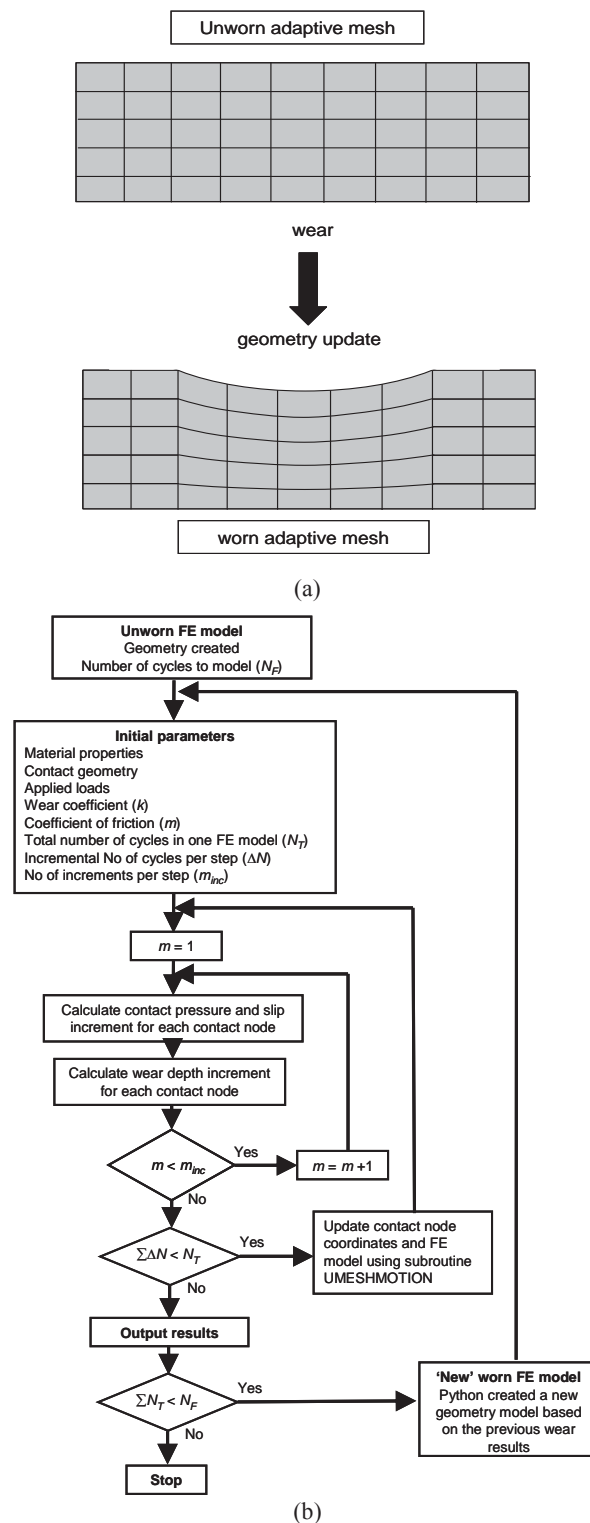 Unworn adaptive mesh
wear
geometry update
worn adaptive mesh
(a)
Unworn FE model
Geometry created
Number of cycles to model (N_F)
Initial parameters
Material properties
Contact geometry
Applied loads
Wear coefficient (k)
Coefficient of friction (m)
Total number of cycles in one FE model (N_T)
Incremental No of cycles per step (ΔN)
No of increments per step (m_inc)
m = 1
Calculate contact pressure and slip
increment for each contact node
Calculate wear depth increment
for each contact node
m < m_inc
Yes
m = m +1
No
Update contact node
coordinates and FE
model using subroutine
UMESHMOTION
ΣΔN < N_T
Yes
No
Output results
ΣN_T < N_F
Yes
'New' worn FE model
Python created a new
geometry model based
on the previous wear
results
No
Stop
(b)